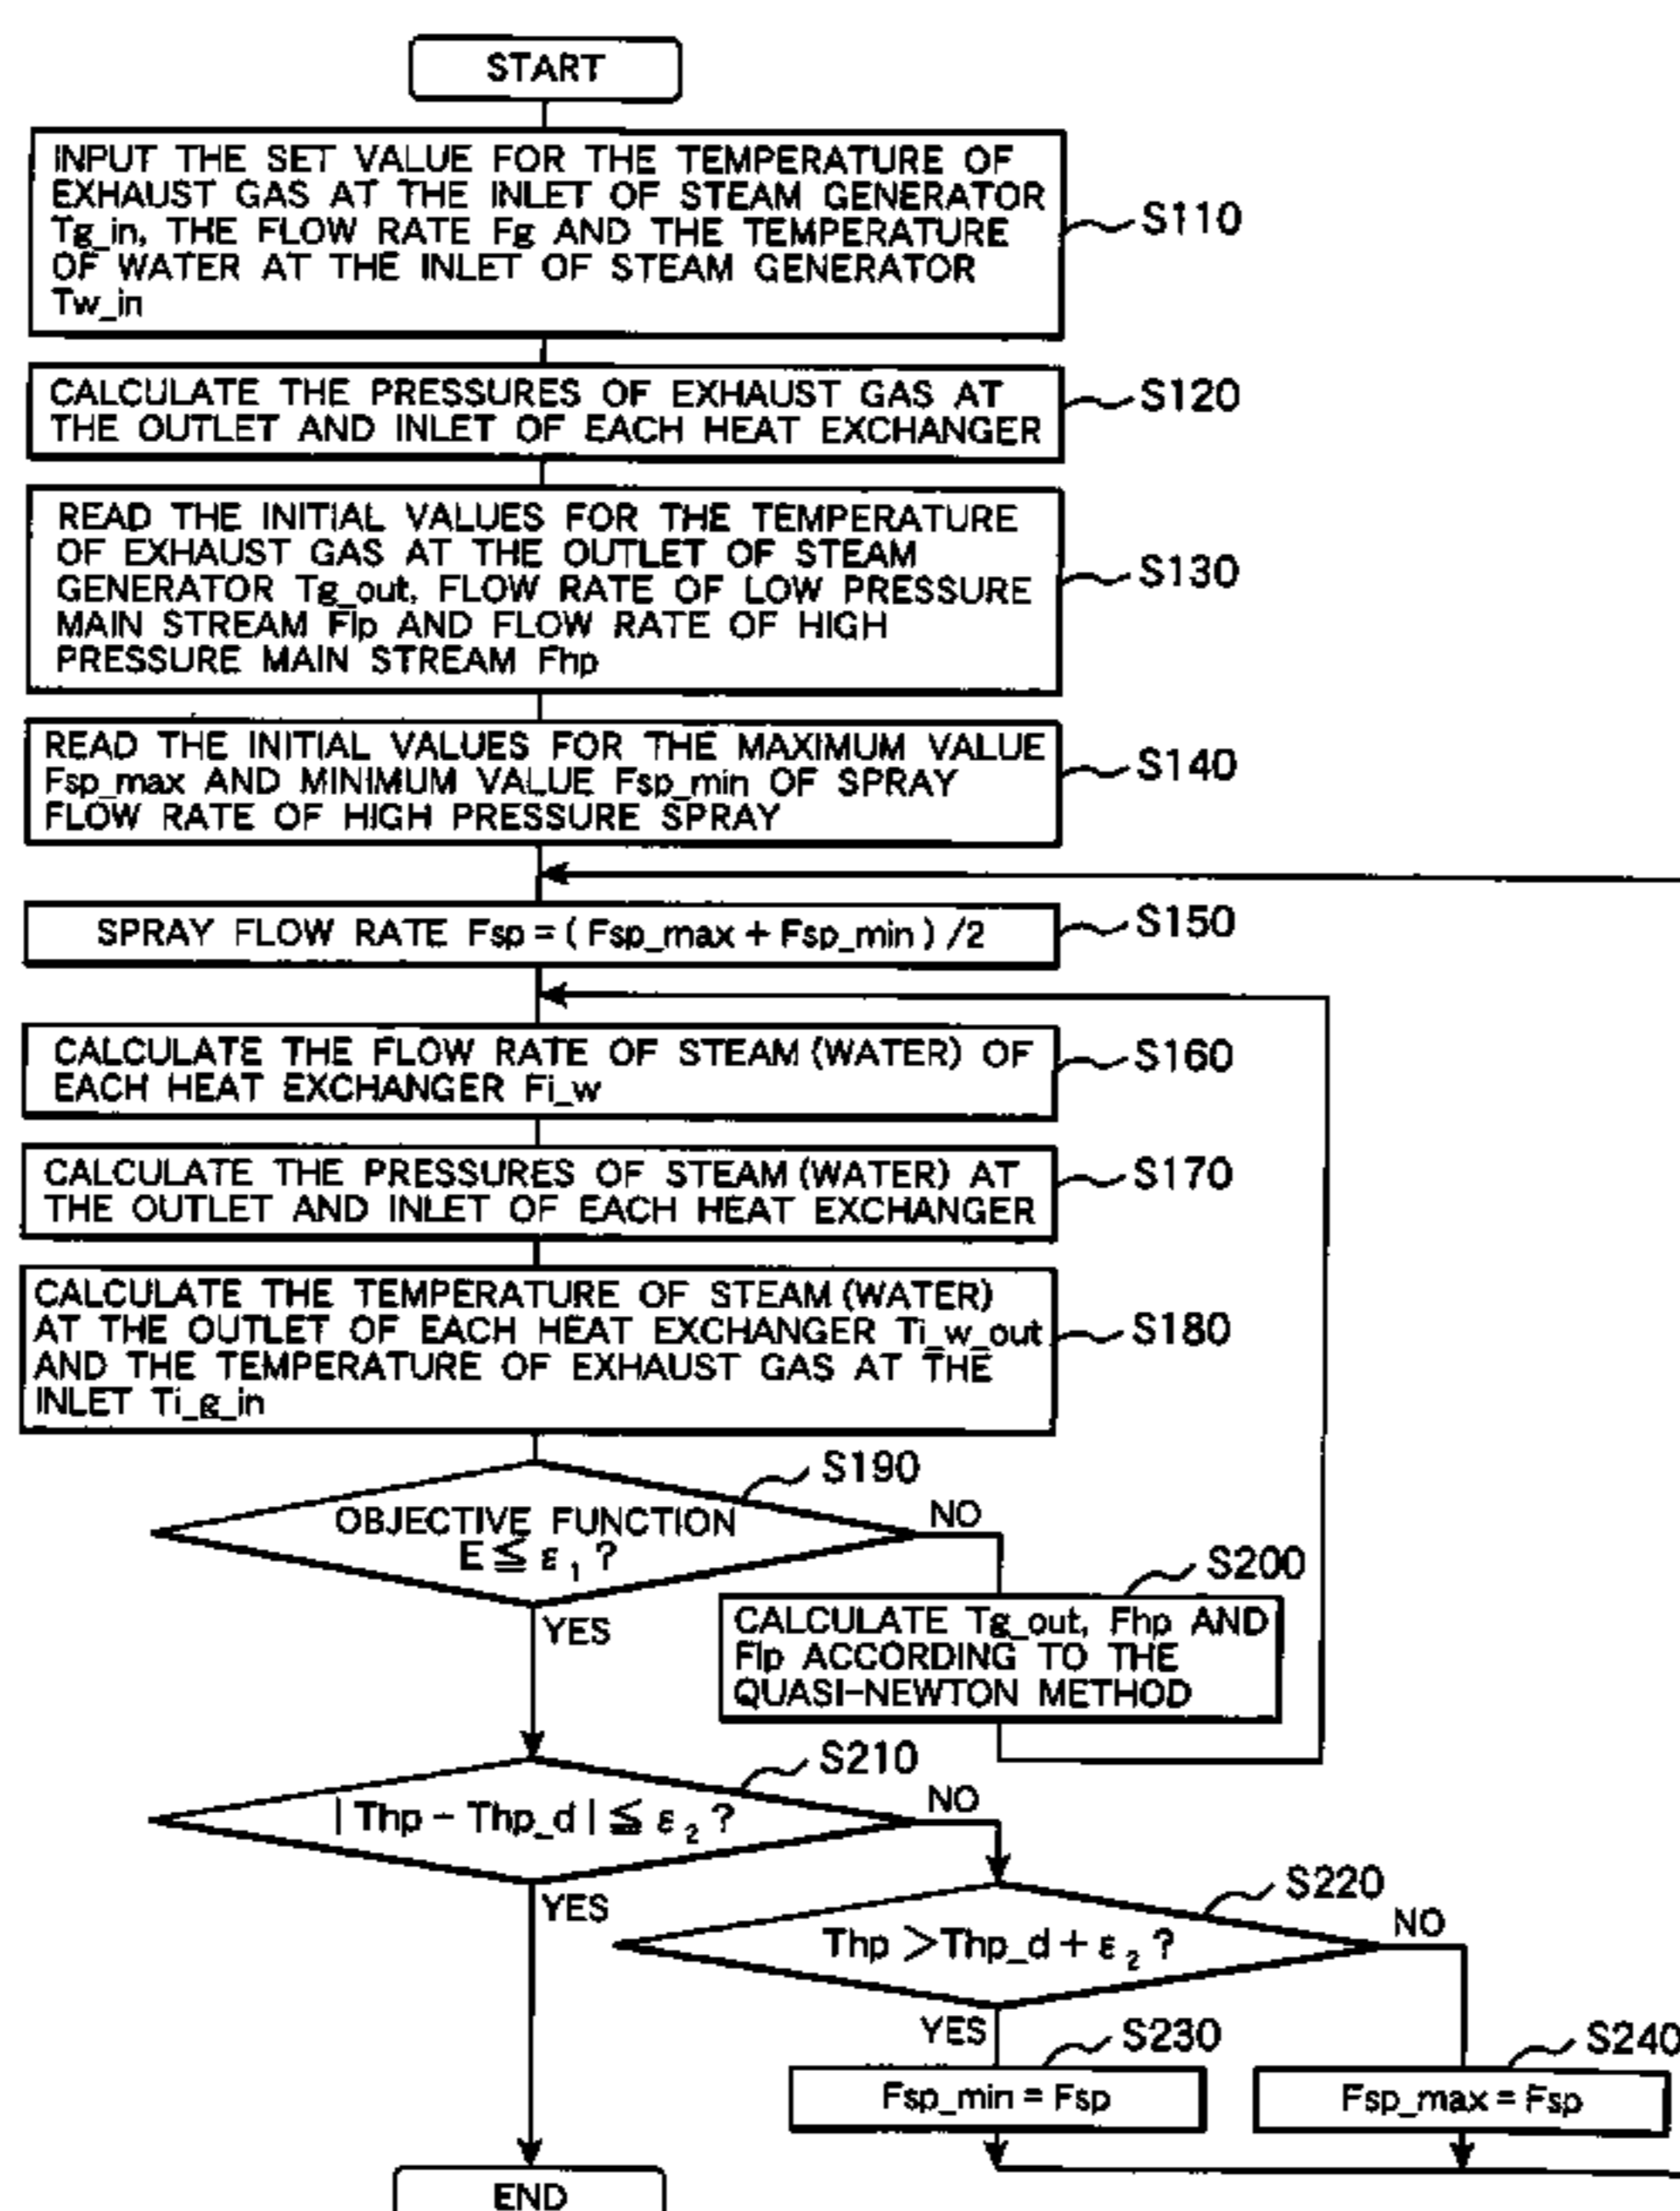 START
INPUT THE SET VALUE FOR THE TEMPERATURE OF
EXHAUST GAS AT THE INLET OF STEAM GENERATOR
Tg_in, THE FLOW RATE Fg AND THE TEMPERATURE
OF WATER AT THE INLET OF STEAM GENERATOR
Tw_in
S110
CALCULATE THE PRESSURES OF EXHAUST GAS AT
THE OUTLET AND INLET OF EACH HEAT EXCHANGER
S120
READ THE INITIAL VALUES FOR THE TEMPERATURE
OF EXHAUST GAS AT THE OUTLET OF STEAM
GENERATOR Tg_out, FLOW RATE OF LOW PRESSURE
MAIN STREAM Flp AND FLOW RATE OF HIGH
PRESSURE MAIN STREAM Fhp
S130
READ THE INITIAL VALUES FOR THE MAXIMUM VALUE
Fsp_max AND MINIMUM VALUE Fsp_min OF SPRAY
FLOW RATE OF HIGH PRESSURE SPRAY
S140
SPRAY FLOW RATE Fsp = ( Fsp_max + Fsp_min ) /2
S150
CALCULATE THE FLOW RATE OF STEAM (WATER) OF
EACH HEAT EXCHANGER Fi_w
S160
CALCULATE THE PRESSURES OF STEAM (WATER) AT
THE OUTLET AND INLET OF EACH HEAT EXCHANGER
S170
CALCULATE THE TEMPERATURE OF STEAM (WATER)
AT THE OUTLET OF EACH HEAT EXCHANGER Ti_w_out
AND THE TEMPERATURE OF EXHAUST GAS AT THE
INLET Ti_g_in
S180
S190
OBJECTIVE FUNCTION
E ≦ ε₁ ?
NO
YES
S200
CALCULATE Tg_out, Fhp AND
Flp ACCORDING TO THE
QUASI-NEWTON METHOD
S210
| Thp - Thp_d | ≦ ε₂ ?
NO
YES
S220
Thp > Thp_d + ε₂ ?
NO
YES
S230
Fsp_min = Fsp
S240
Fsp_max = Fsp
END